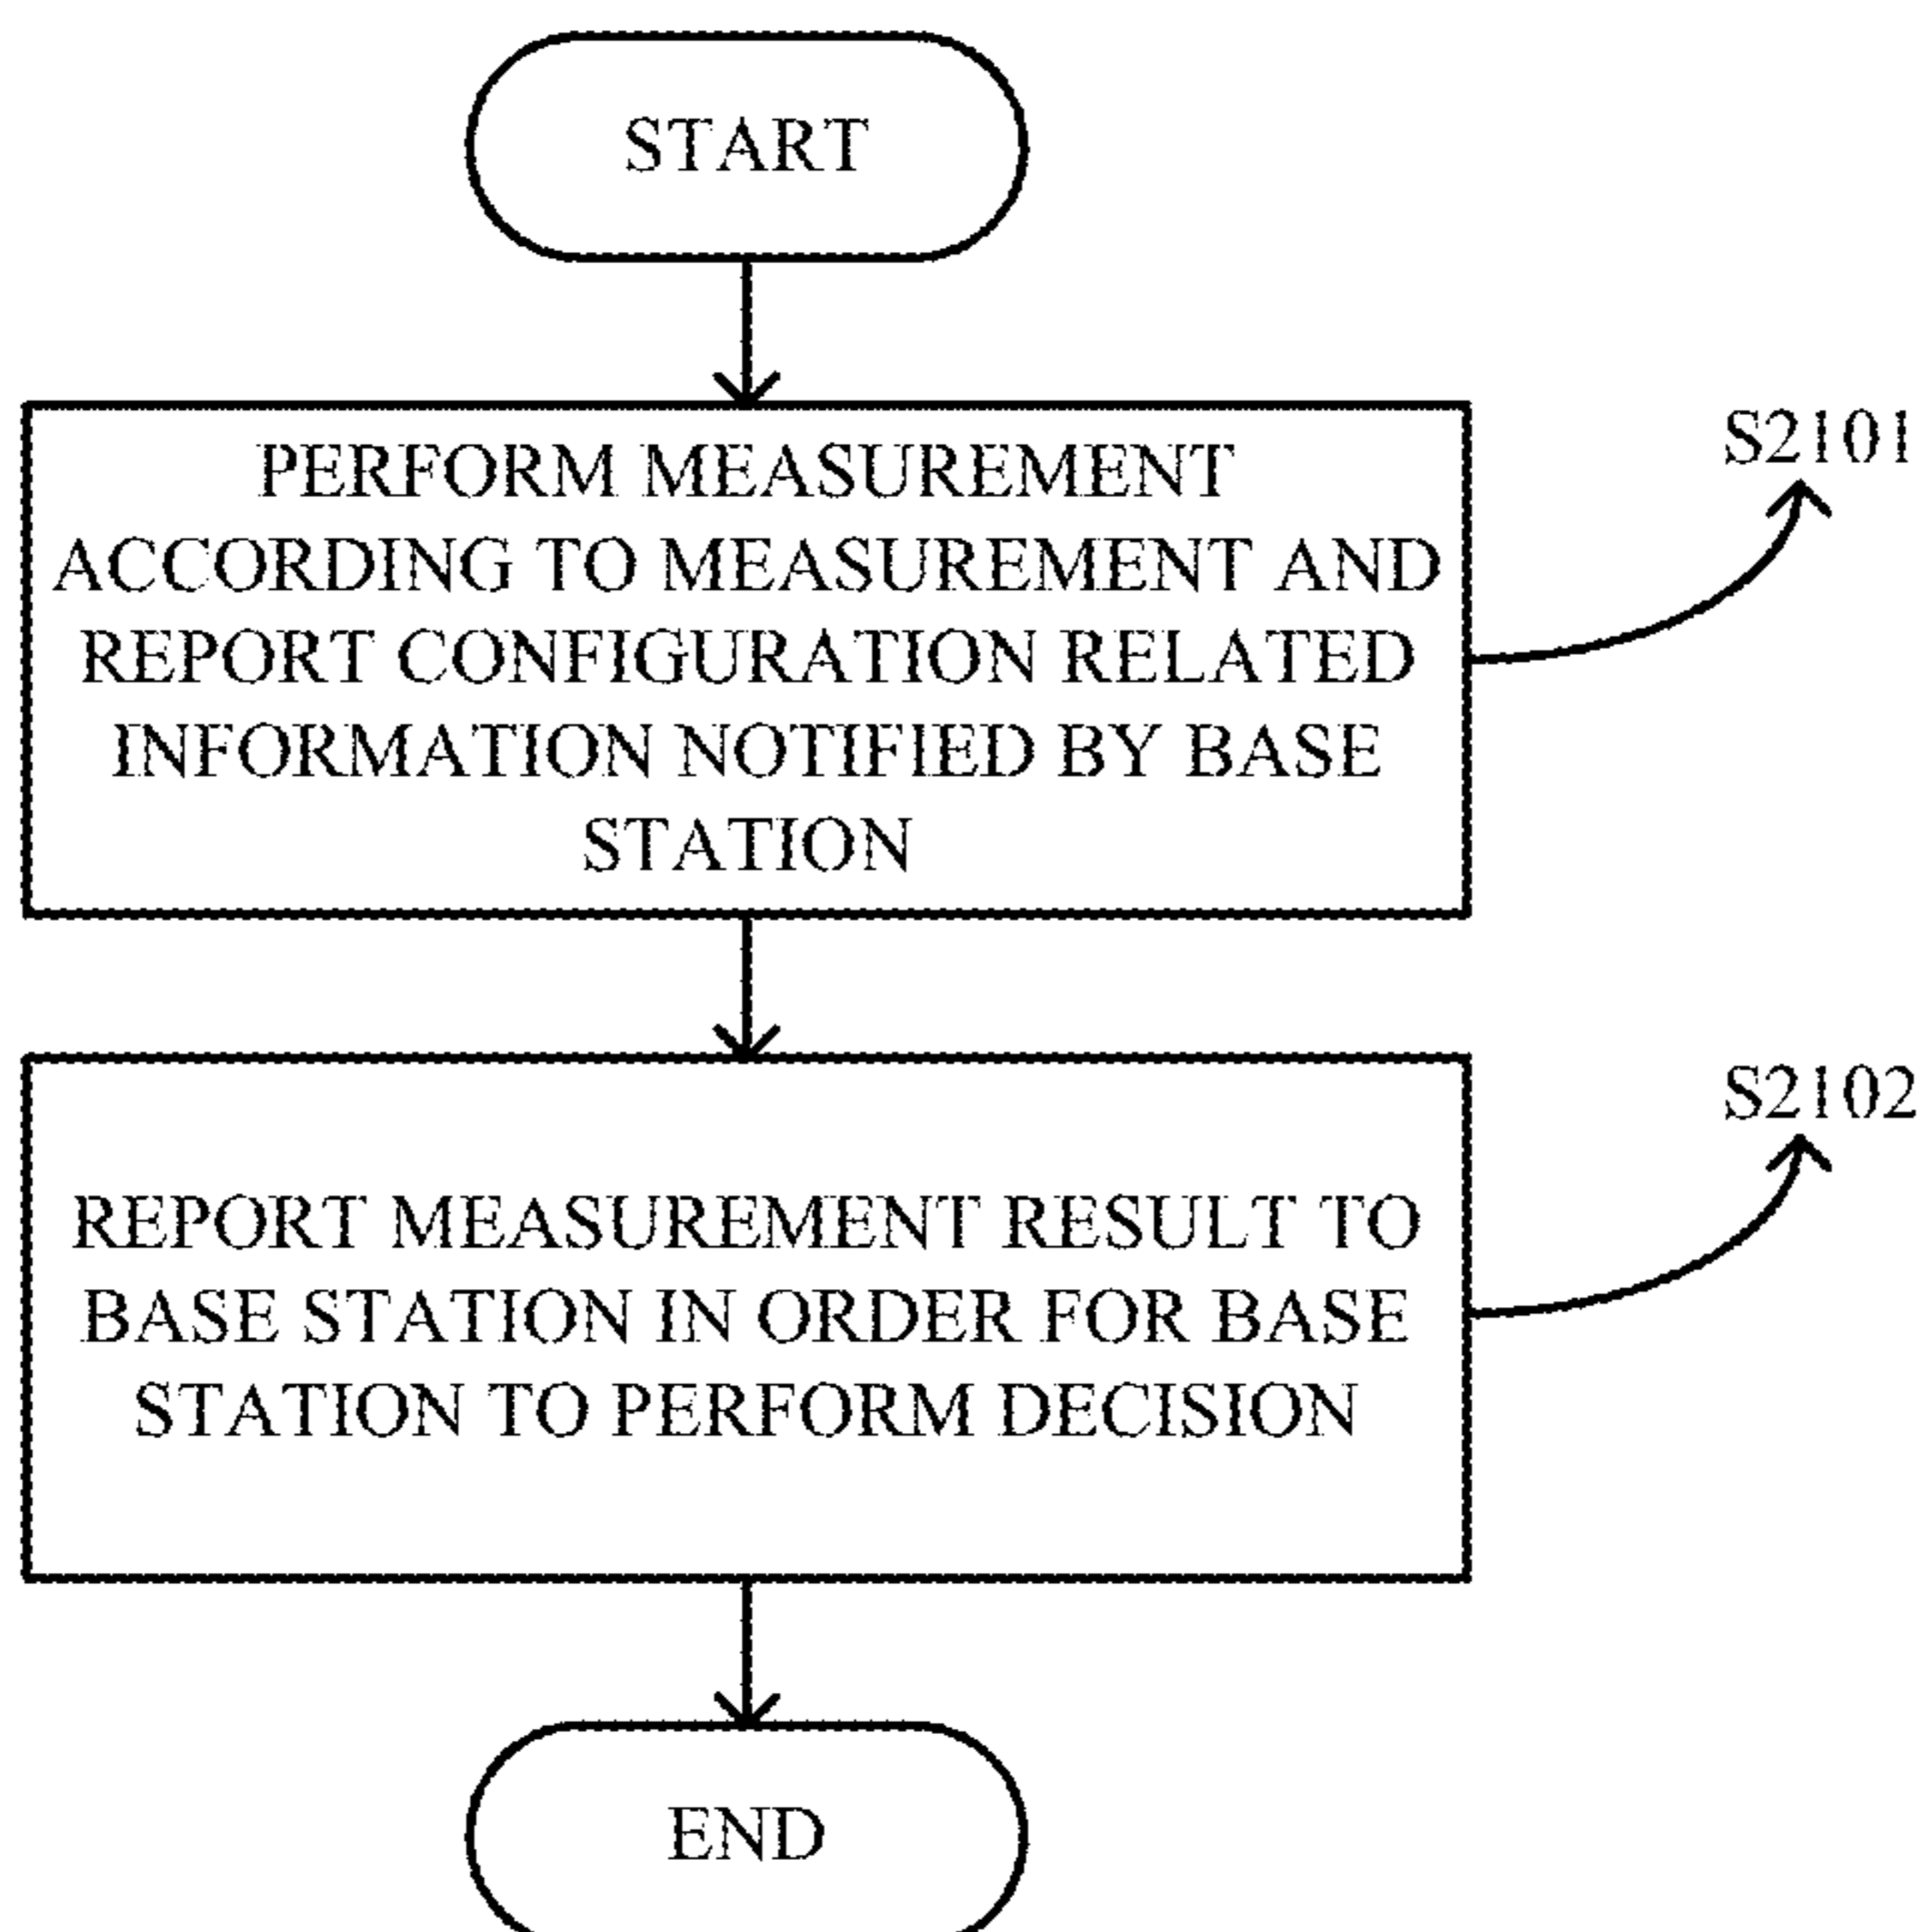 START
PERFORM MEASUREMENT
ACCORDING TO MEASUREMENT AND
REPORT CONFIGURATION RELATED
INFORMATION NOTIFIED BY BASE
STATION
S2101
REPORT MEASUREMENT RESULT TO
BASE STATION IN ORDER FOR BASE
STATION TO PERFORM DECISION
S2102
END